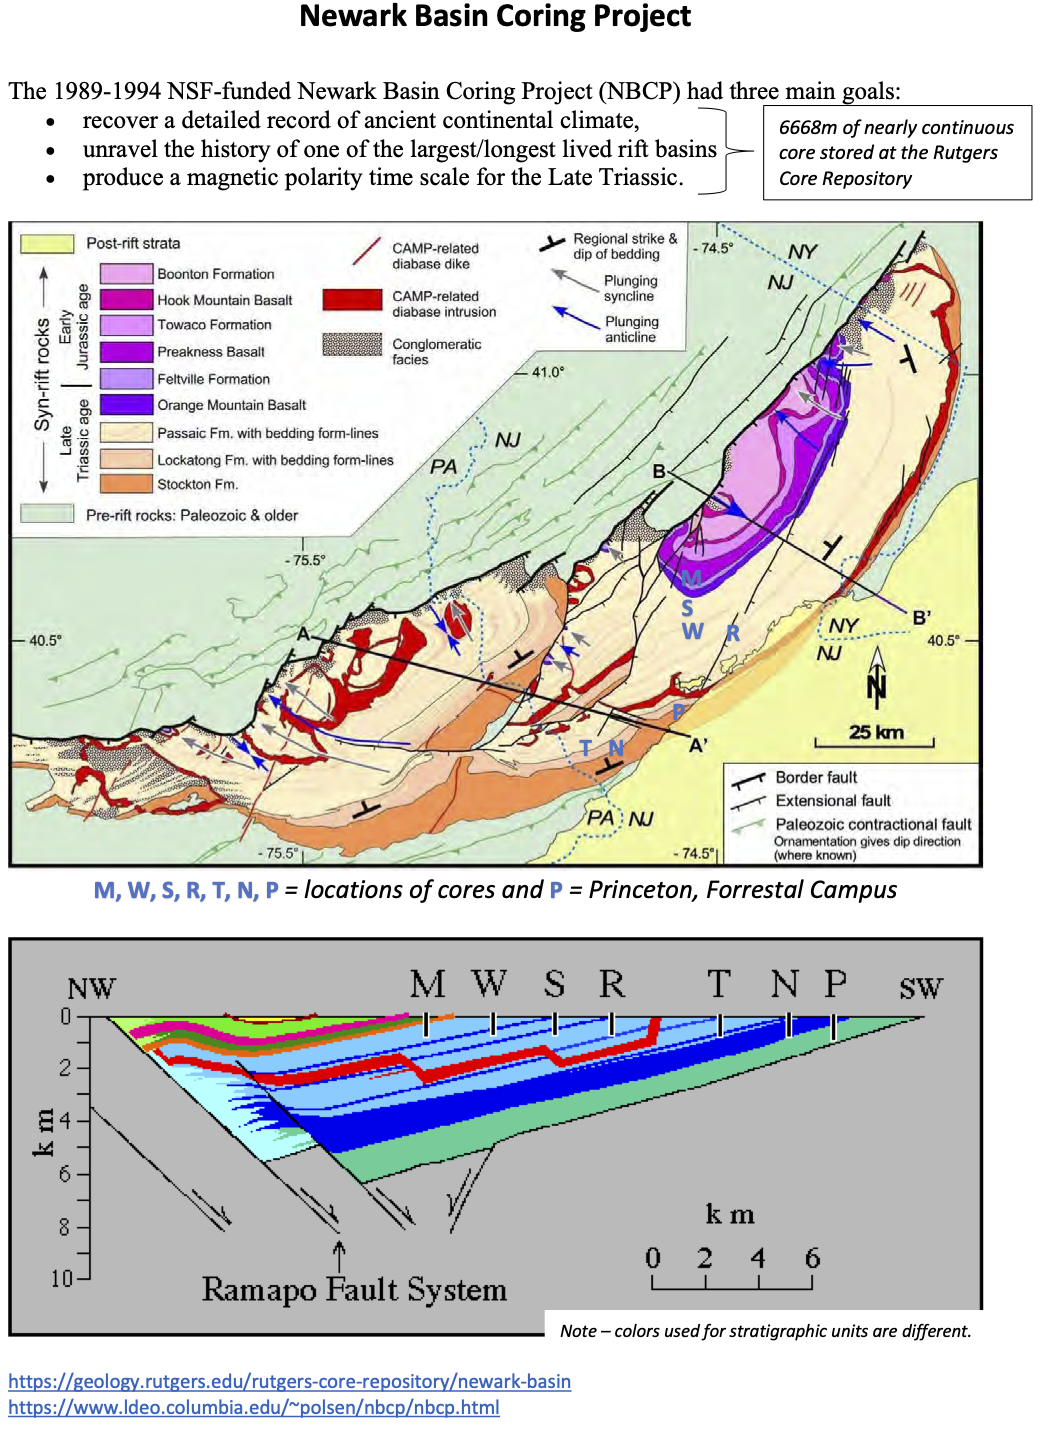 Newark Basin Coring Project
The 1989-1994 NSF-funded Newark Basin Coring Project (NBCP) had three main goals:
• recover a detailed record of ancient continental climate,
• unravel the history of one of the largest/longest lived rift basins
• produce a magnetic polarity time scale for the Late Triassic.
6668m of nearly continuous
core stored at the Rutgers
Core Repository
Post-rift strata
Syn-rift rocks
Early
Jurassic age
Late
Triassic age
Boonton Formation
Hook Mountain Basalt
Towaco Formation
Preakness Basalt
Feltville Formation
Orange Mountain Basalt
Passaic Fm. with bedding form-lines
Lockatong Fm. with bedding form-lines
Stockton Fm.
Pre-rift rocks: Paleozoic & older
CAMP-related
diabase dike
CAMP-related
diabase intrusion
Conglomeratic
facies
Regional strike &
dip of bedding
Plunging
syncline
Plunging
anticline
- 74.5°
NY
NJ
41.0°
NJ
PA
B
- 75.5°
M
S
W
R
B'
NY
40.5°
NJ
40.5°
A
N
P
A'
T N
25 km
PA
NJ
- 75.5°
- 74.5°
Border fault
Extensional fault
Paleozoic contractional fault
Ornamentation gives dip direction
(where known)
M, W, S, R, T, N, P = locations of cores and P = Princeton, Forrestal Campus
NW M W S R T N P SW
0
2
4
6
8
10
km
km
0 2 4 6
Ramapo Fault System
Note – colors used for stratigraphic units are different.
https://geology.rutgers.edu/rutgers-core-repository/newark-basin
https://www.ldeo.columbia.edu/~polsen/nbcp/nbcp.html